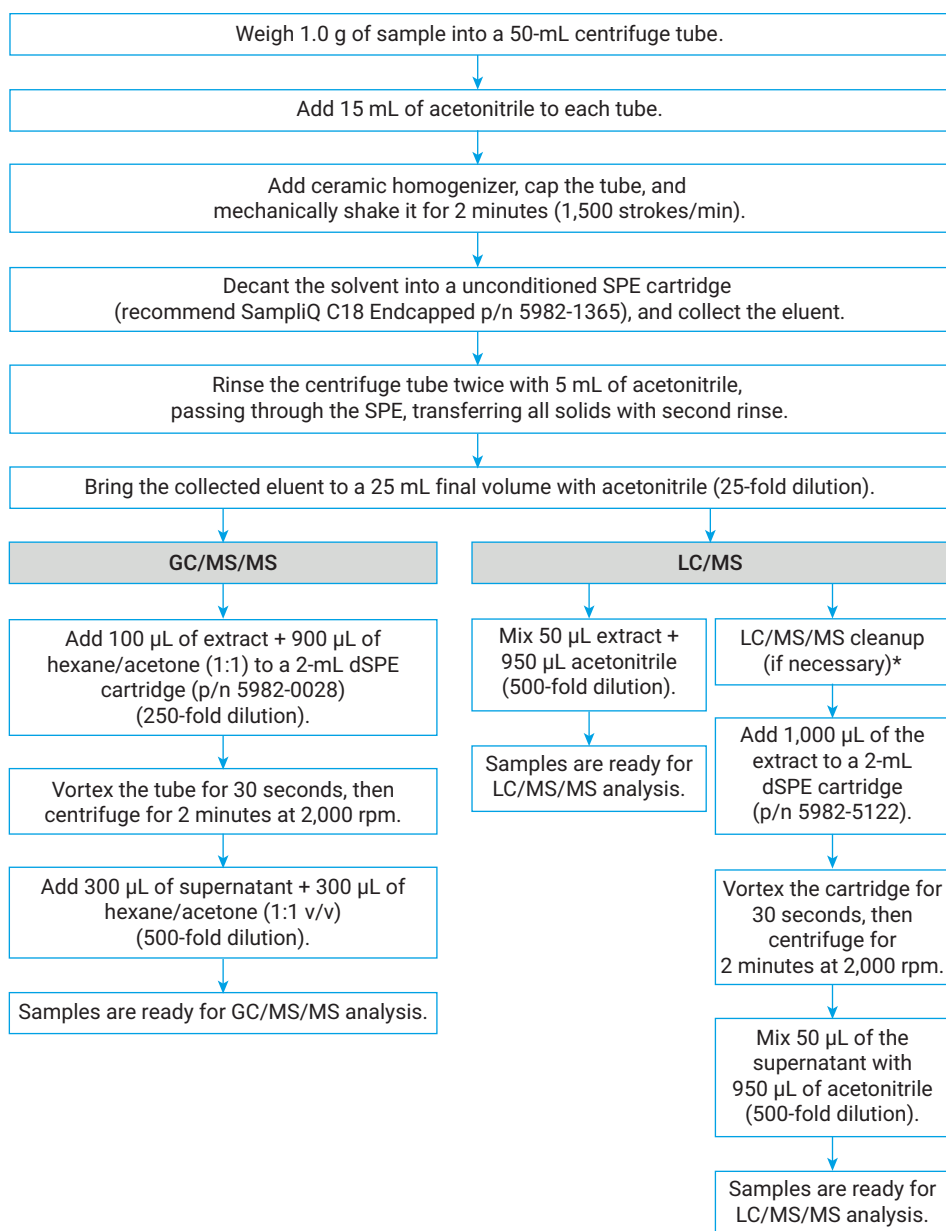 Weigh 1.0 g of sample into a 50-mL centrifuge tube.
Add 15 mL of acetonitrile to each tube.
Add ceramic homogenizer, cap the tube, and
mechanically shake it for 2 minutes (1,500 strokes/min).
Decant the solvent into a unconditioned SPE cartridge
(recommend SampliQ C18 Endcapped p/n 5982-1365), and collect the eluent.
Rinse the centrifuge tube twice with 5 mL of acetonitrile,
passing through the SPE, transferring all solids with second rinse.
Bring the collected eluent to a 25 mL final volume with acetonitrile (25-fold dilution).
GC/MS/MS
Add 100 µL of extract + 900 µL of
hexane/acetone (1:1) to a 2-mL dSPE
cartridge (p/n 5982-0028)
(250-fold dilution).
Vortex the tube for 30 seconds, then
centrifuge for 2 minutes at 2,000 rpm.
Add 300 µL of supernatant + 300 µL of
hexane/acetone (1:1 v/v)
(500-fold dilution).
Samples are ready for GC/MS/MS analysis.
LC/MS
Mix 50 µL extract +
950 µL acetonitrile
(500-fold dilution).
Samples are ready for
LC/MS/MS analysis.
LC/MS/MS cleanup
(if necessary)*
Add 1,000 µL of the
extract to a 2-mL
dSPE cartridge
(p/n 5982-5122).
Vortex the cartridge for
30 seconds, then
centrifuge for
2 minutes at 2,000 rpm.
Mix 50 µL of the
supernatant with
950 µL of acetonitrile
(500-fold dilution).
Samples are ready for
LC/MS/MS analysis.